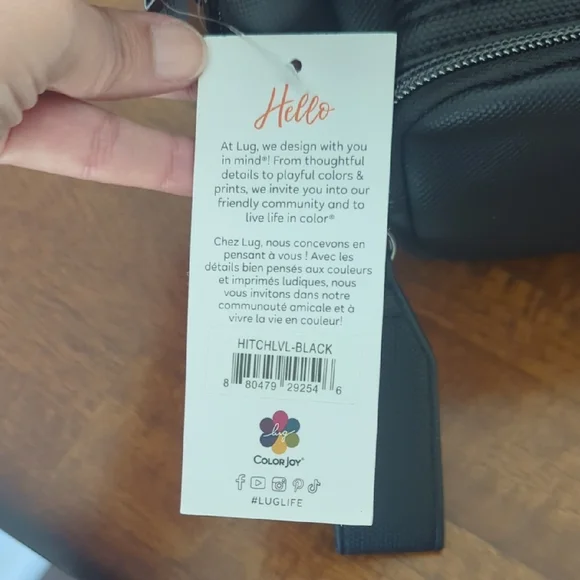 Hello
At Lug, we design with you
in mind®! From thoughtful
details to playful colors &
prints, we invite you into our
friendly community and to
live life in color®
Chez Lug, nous concevons en
pensant à vous ! Avec les
détails bien pensés aux couleurs
et imprimés ludiques, nous
vous invitons dans notre
communauté amicale et à
vivre la vie en couleur!
HITCHLVL-BLACK
8 80479 29254 6
lug
COLORJOY®
#LUGLIFE